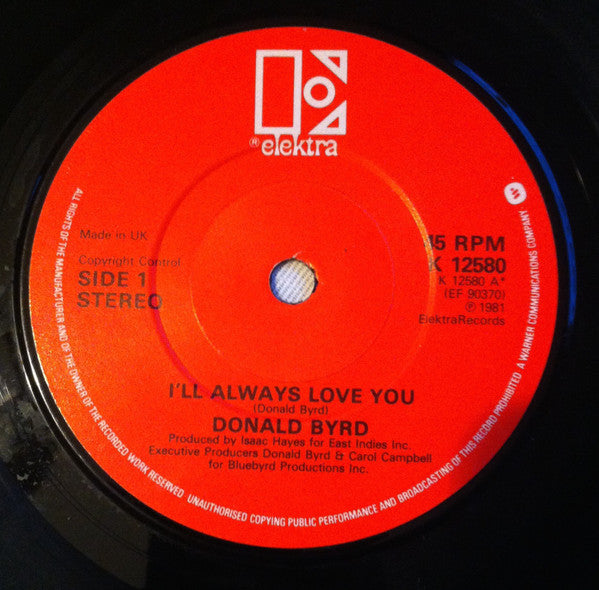 ® elektra
Made in UK
Copyright Control
SIDE 1
STEREO
45 RPM
K 12580
K 12580 A*
(EF 90370)
℗ 1981
ElektraRecords
I'LL ALWAYS LOVE YOU
(Donald Byrd)
DONALD BYRD
Produced by Isaac Hayes for East Indies Inc.
Executive Producers Donald Byrd & Carol Campbell
for Bluebyrd Productions Inc.
ALL RIGHTS OF THE MANUFACTURER AND OF THE OWNER OF THE RECORDED WORK RESERVED. UNAUTHORISED COPYING PUBLIC PERFORMANCE AND BROADCASTING OF THIS RECORD PROHIBITED A WARNER COMMUNICATIONS COMPANY